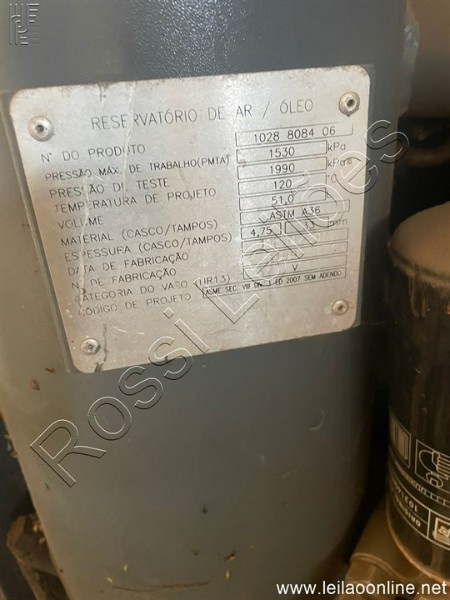 RESERVATÓRIO DE AR / ÓLEO
N° DO PRODUTO 1028 8084 06
PRESSÃO MÁX. DE TRABALHO(PMTA) 1530 kPa
PRESSÃO DE TESTE 1990 kPa
TEMPERATURA DE PROJETO 120
VOLUME 51,0
MATERIAL (CASCO/TAMPOS) ASTM A36
ESPESSURA (CASCO/TAMPOS) 4,75 mm
DATA DE FABRICAÇÃO
N. DE FABRICAÇÃO
CATEGORIA DO VASO (NR13) V
CÓDIGO DE PROJETO ASME SEC. VIII DIV. 1 ED 2007 SEM ADENDO
Rossi Leilões
www.leilaoonline.net